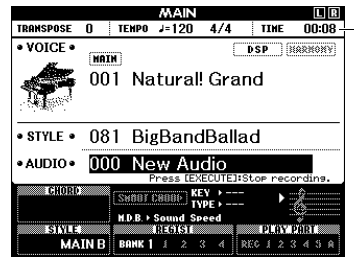 MAIN L R
TRANSPOSE 0 TEMPO ♩=120 4/4 TIME 00:08
• VOICE • MAIN DSP HARMONY
001 Natural! Grand
• STYLE • 081 BigBandBallad
• AUDIO • 000 New Audio
Press [EXECUTE]:Stop recording.
CHORD SMART CHORD KEY ▸ ---
TYPE ▸ ---
M.D.B. ▸ Sound Speed
STYLE REGIST PLAY PART
MAIN B BANK 1 1 2 3 4 REC 1 2 3 4 5 A